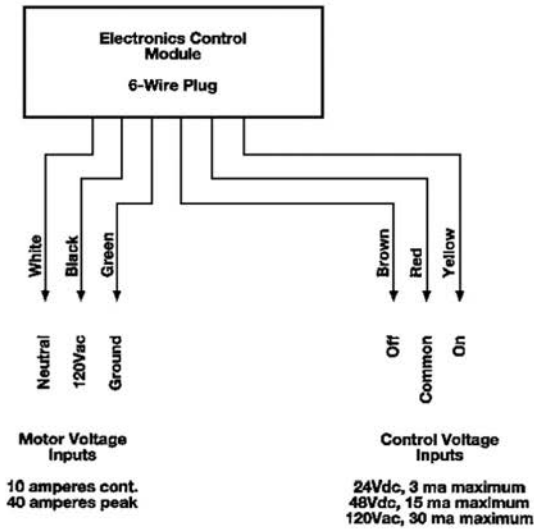 Electronics Control
Module
6-Wire Plug
White
Black
Green
Brown
Red
Yellow
Neutral
120Vac
Ground
Off
Common
On
Motor Voltage
Inputs
10 amperes cont.
40 amperes peak
Control Voltage
Inputs
24Vdc, 3 ma maximum
48Vdc, 15 ma maximum
120Vac, 30 ma maximum